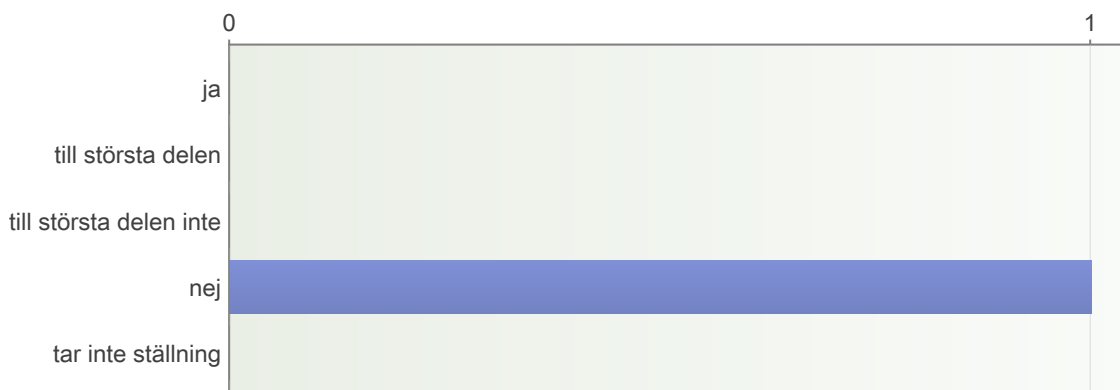 0 1
ja
till största delen
till största delen inte
nej
tar inte ställning